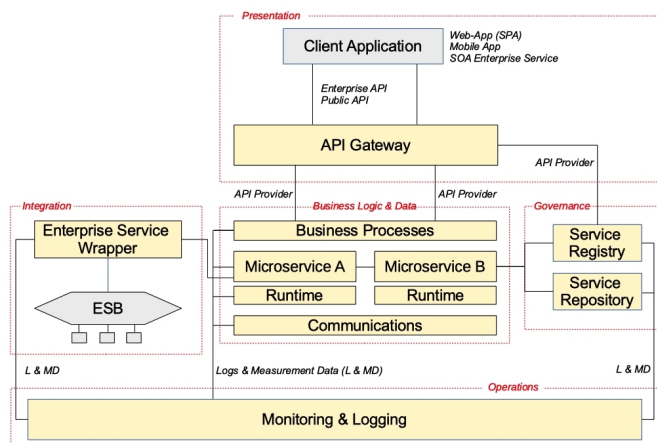 Presentation
Client Application
Web-App (SPA)
Mobile App
SOA Enterprise Service
Enterprise API
Public API
API Gateway
API Provider
API Provider
API Provider
Integration
Business Logic & Data
Governance
Enterprise Service
Wrapper
Business Processes
Service
Registry
Microservice A
Microservice B
Runtime
Runtime
Service
Repository
ESB
Communications
L & MD
Logs & Measurement Data (L & MD)
L & MD
Operations
Monitoring & Logging